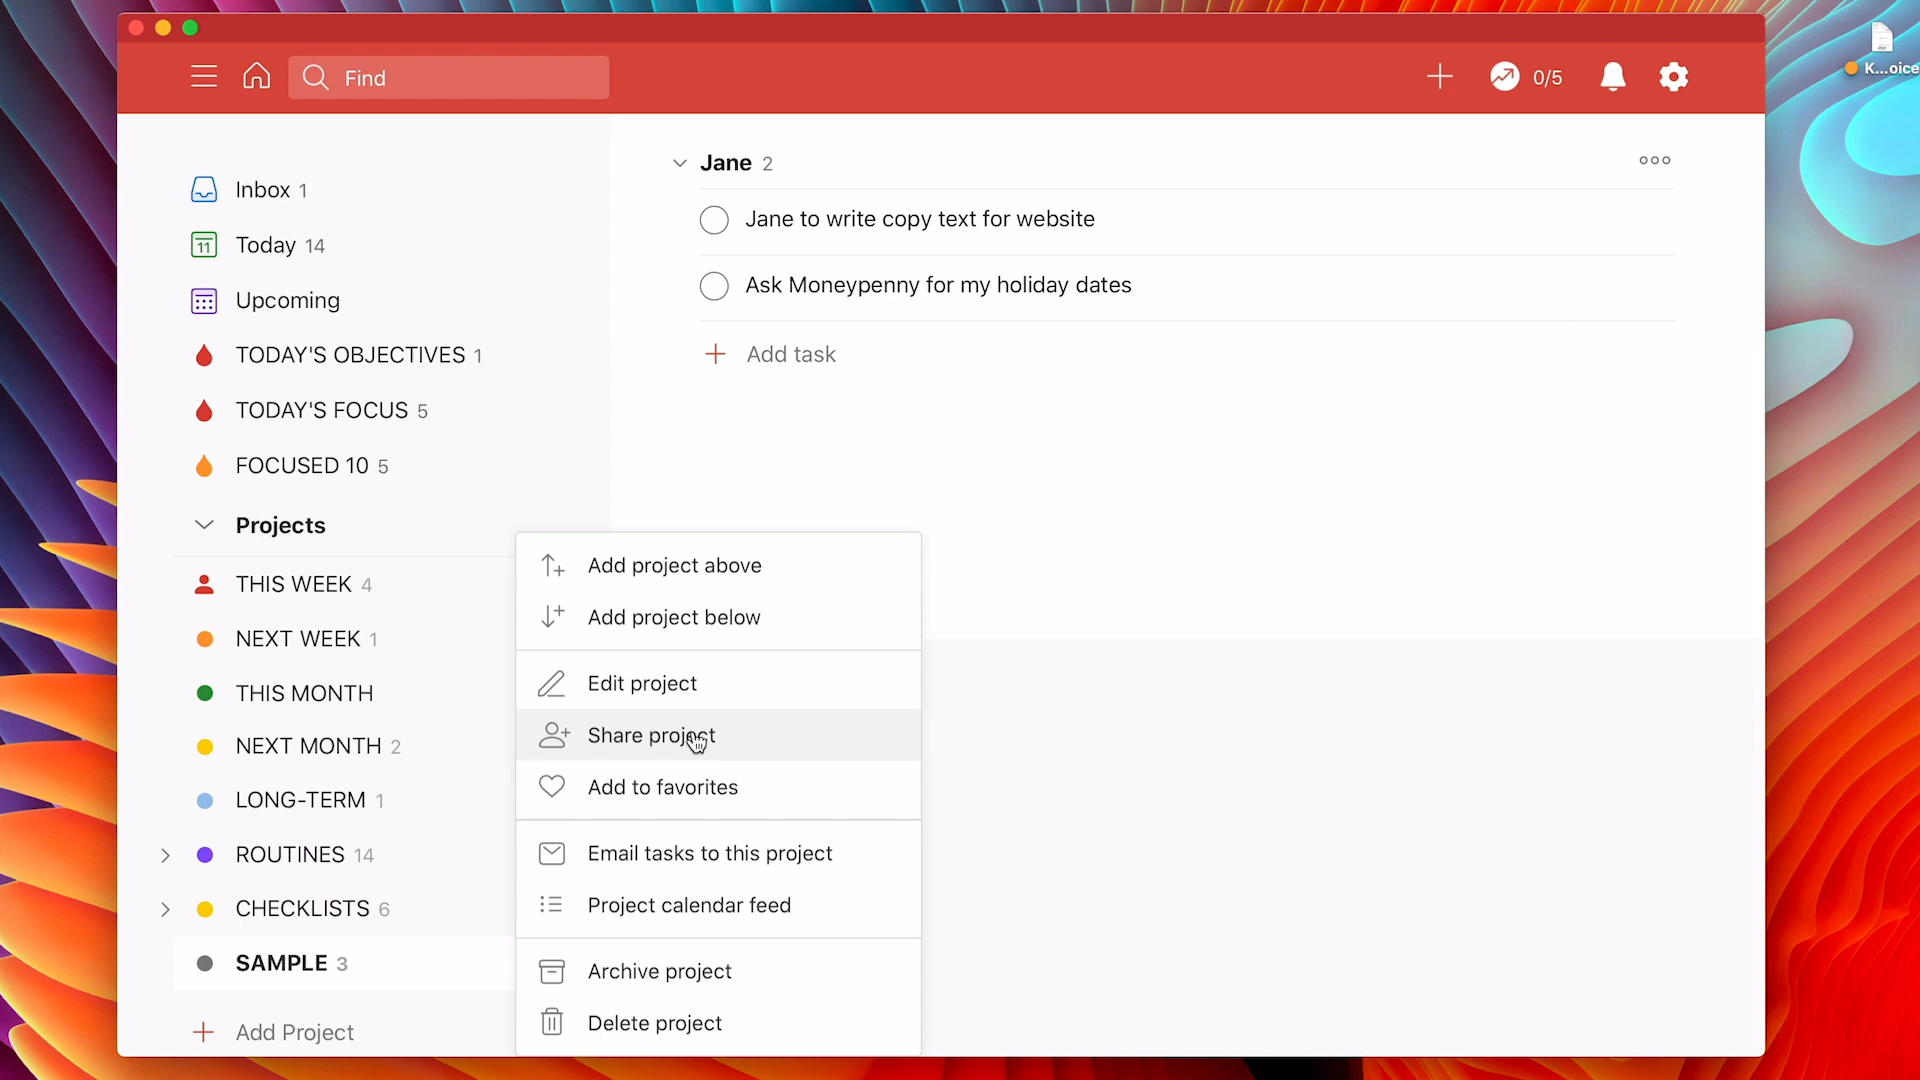 Find
0/5
K...oice
Inbox 1
11 Today 14
Upcoming
TODAY'S OBJECTIVES 1
TODAY'S FOCUS 5
FOCUSED 10 5
Projects
THIS WEEK 4
NEXT WEEK 1
THIS MONTH
NEXT MONTH 2
LONG-TERM 1
ROUTINES 14
CHECKLISTS 6
SAMPLE 3
Add Project
Jane 2
Jane to write copy text for website
Ask Moneypenny for my holiday dates
Add task
Add project above
Add project below
Edit project
Share project
Add to favorites
Email tasks to this project
Project calendar feed
Archive project
Delete project